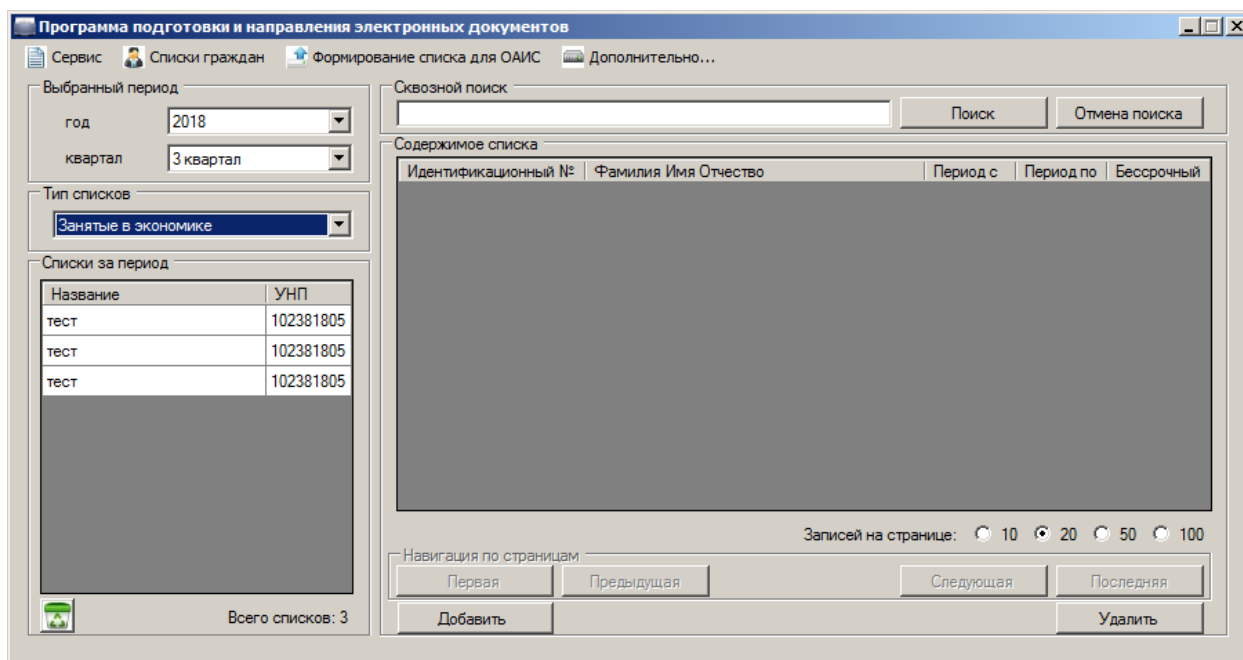 Программа подготовки и направления электронных документов
Сервис Списки граждан Формирование списка для ОАИС Дополнительно...
Выбранный период
год 2018
квартал 3 квартал
Тип списков
Занятые в экономике
Списки за период
Название УНП
тест 102381805
тест 102381805
тест 102381805
Всего списков: 3
Сквозной поиск
Поиск Отмена поиска
Содержимое списка
Идентификационный № Фамилия Имя Отчество Период с Период по Бессрочный
Записей на странице: 10 20 50 100
Навигация по страницам
Первая Предыдущая Следующая Последняя
Добавить Удалить